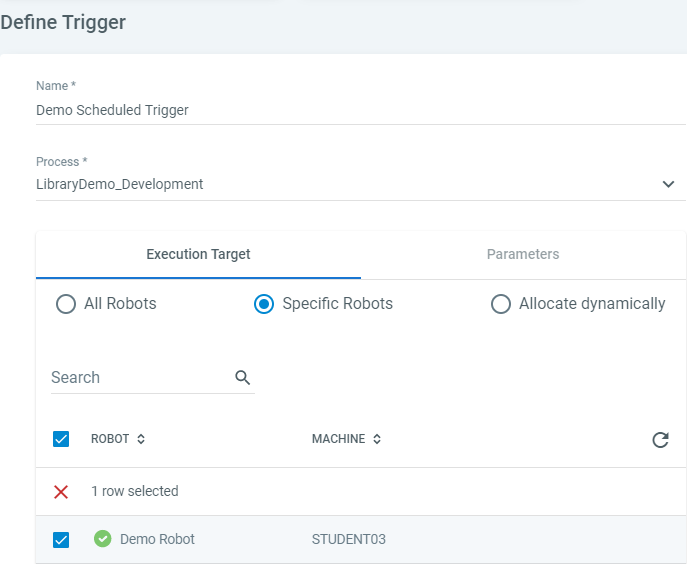 Define Trigger
Name *
Demo Scheduled Trigger
Process *
LibraryDemo_Development
Execution Target
Parameters
All Robots
Specific Robots
Allocate dynamically
Search
ROBOT
MACHINE
1 row selected
Demo Robot
STUDENT03